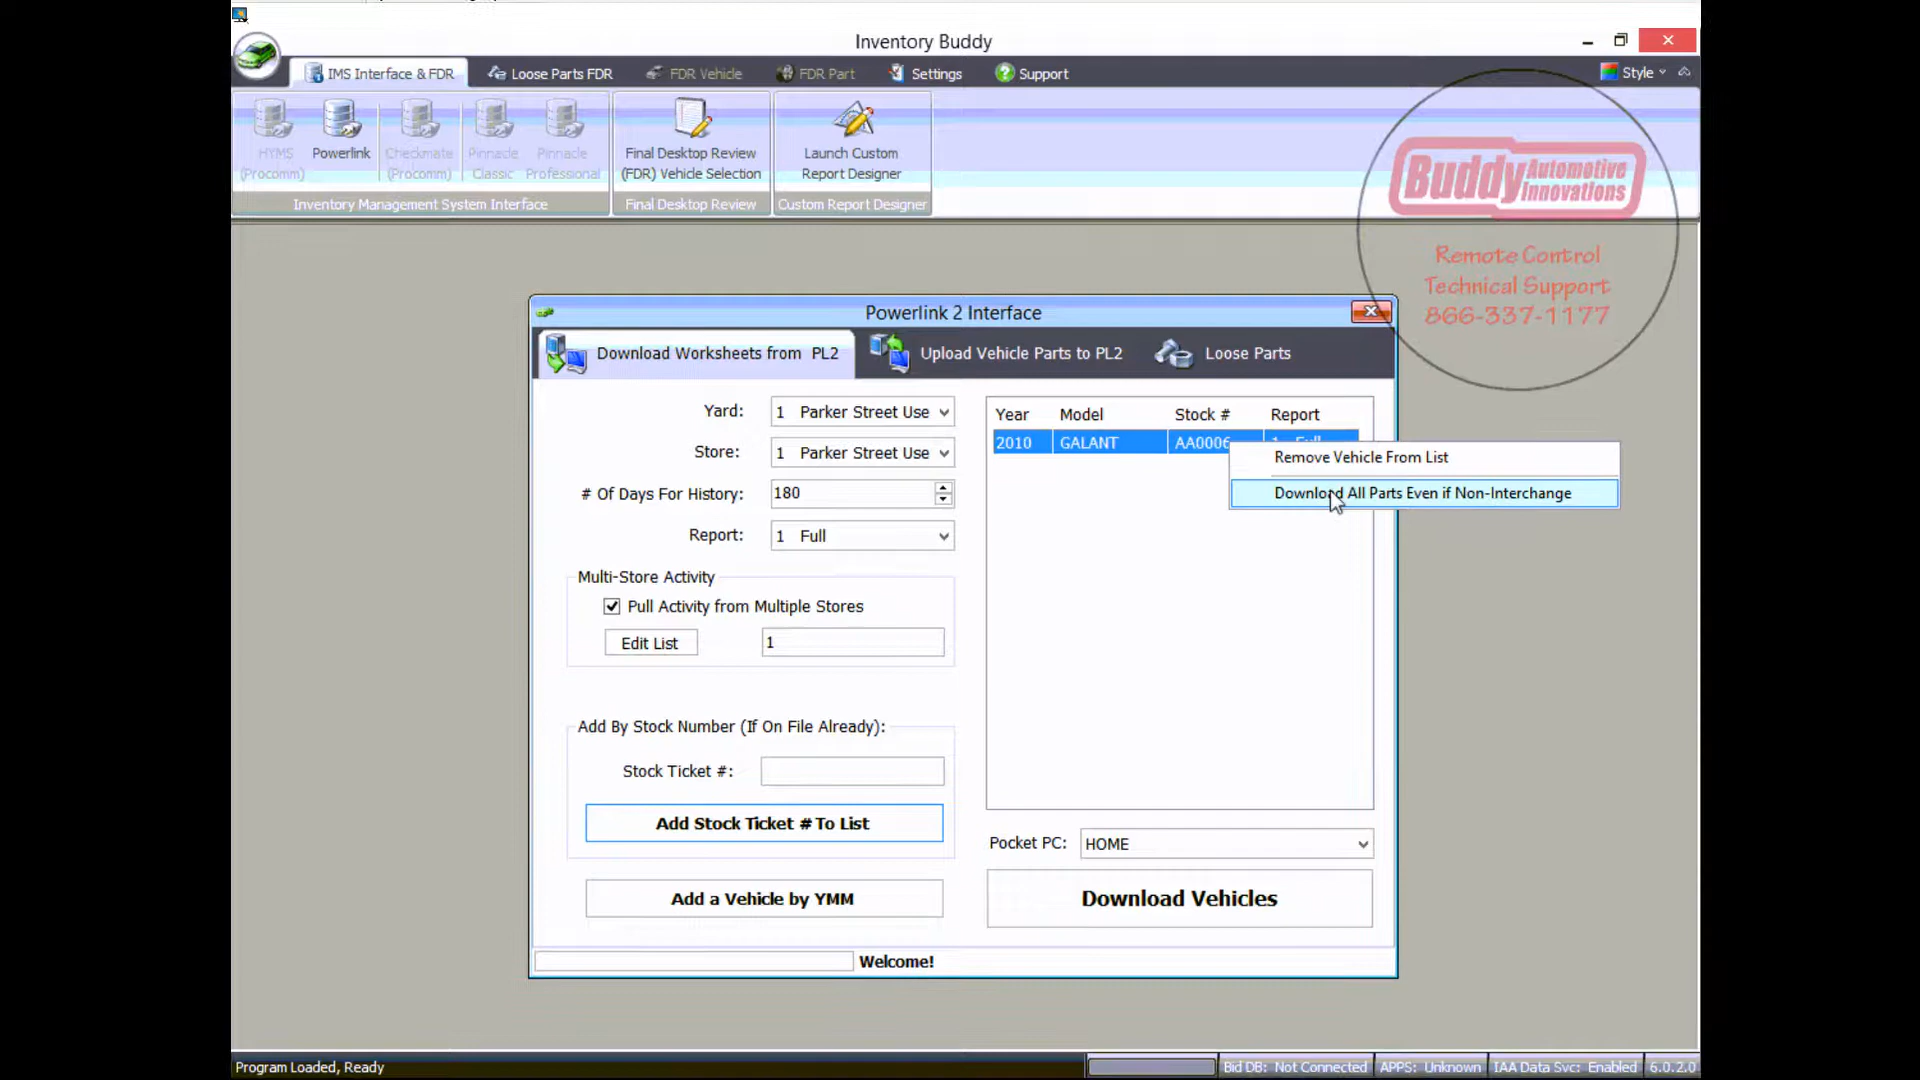 Inventory Buddy
IMS Interface & FDR
Loose Parts FDR
FDR Vehicle
FDR Part
Settings
Support
Style
HYMS
(Procomm)
Powerlink
Checkmate
(Procomm)
Pinnacle
Classic
Pinnacle
Professional
Inventory Management System Interface
Final Desktop Review
(FDR) Vehicle Selection
Final Desktop Review
Launch Custom
Report Designer
Custom Report Designer
Buddy Automotive
Innovations
Remote Control
Technical Support
866-337-1177
Powerlink 2 Interface
Download Worksheets from PL2
Upload Vehicle Parts to PL2
Loose Parts
Yard: 1 Parker Street Use
Store: 1 Parker Street Use
# Of Days For History: 180
Report: 1 Full
Multi-Store Activity
Pull Activity from Multiple Stores
Edit List 1
Add By Stock Number (If On File Already):
Stock Ticket #:
Add Stock Ticket # To List
Add a Vehicle by YMM
Year Model Stock # Report
2010 GALANT AA0006 1 Full
Remove Vehicle From List
Download All Parts Even if Non-Interchange
Pocket PC: HOME
Download Vehicles
Welcome!
Program Loaded, Ready
Bid DB: Not Connected
APPS: Unknown
IAA Data Svc: Enabled
6.0.2.0